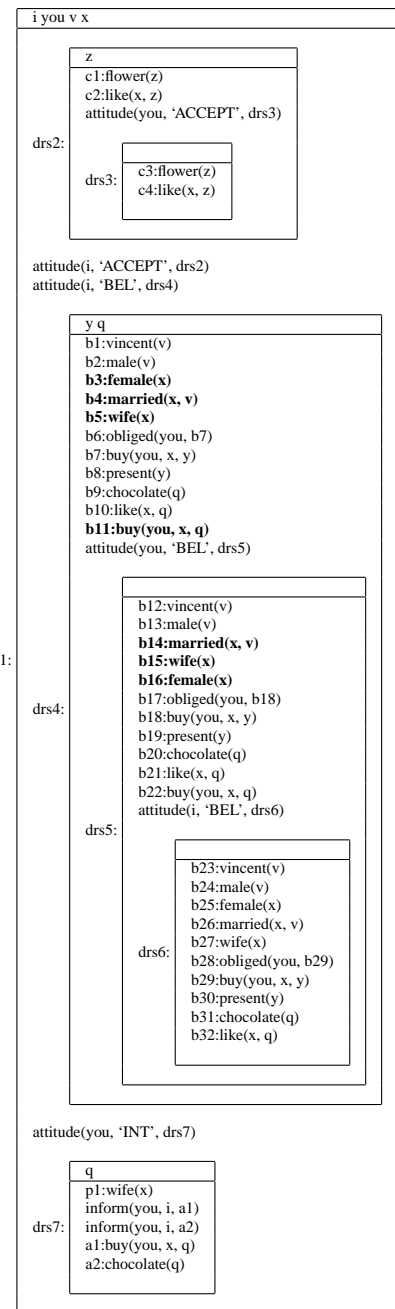 i you v x
z
c1:flower(z)
c2:like(x, z)
attitude(you, ‘ACCEPT’, drs3)
drs2:
drs3:
c3:flower(z)
c4:like(x, z)
attitude(i, ‘ACCEPT’, drs2)
attitude(i, ‘BEL’, drs4)
y q
b1:vincent(v)
b2:male(v)
b3:female(x)
b4:married(x, v)
b5:wife(x)
b6:obliged(you, b7)
b7:buy(you, x, y)
b8:present(y)
b9:chocolate(q)
b10:like(x, q)
b11:buy(you, x, q)
attitude(you, ‘BEL’, drs5)
b12:vincent(v)
b13:male(v)
b14:married(x, v)
1:
b15:wife(x)
b16:female(x)
drs4:
b17:obliged(you, b18)
b18:buy(you, x, y)
b19:present(y)
b20:chocolate(q)
b21:like(x, q)
b22:buy(you, x, q)
attitude(i, ‘BEL’, drs6)
drs5:
b23:vincent(v)
b24:male(v)
b25:female(x)
b26:married(x, v)
drs6:
b27:wife(x)
b28:obliged(you, b29)
b29:buy(you, x, y)
b30:present(y)
b31:chocolate(q)
b32:like(x, q)
attitude(you, ‘INT’, drs7)
q
p1:wife(x)
inform(you, i, a1)
drs7:
inform(you, i, a2)
a1:buy(you, x, q)
a2:chocolate(q)